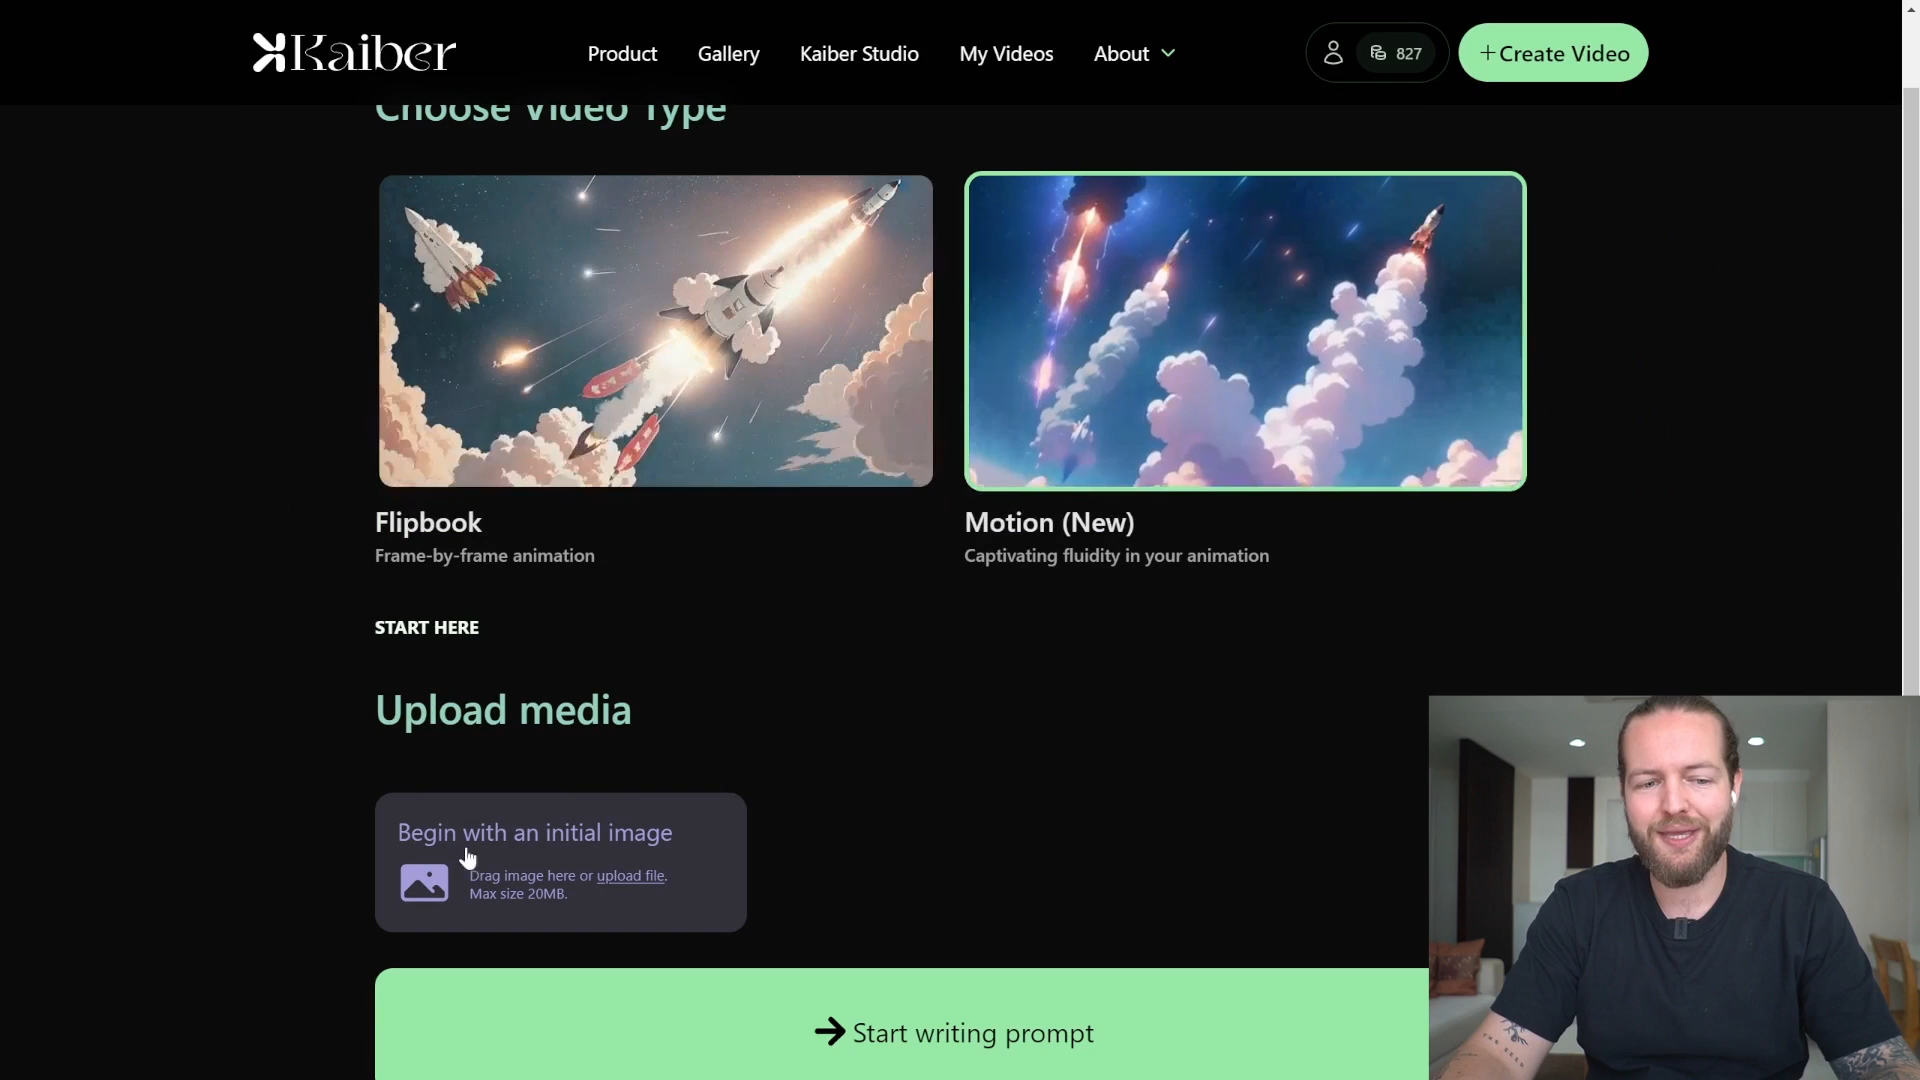 Kaiber
Product
Gallery
Kaiber Studio
My Videos
About
827
+Create Video
Choose Video Type
Flipbook
Frame-by-frame animation
Motion (New)
Captivating fluidity in your animation
START HERE
Upload media
Begin with an initial image
Drag image here or upload file.
Max size 20MB.
Start writing prompt